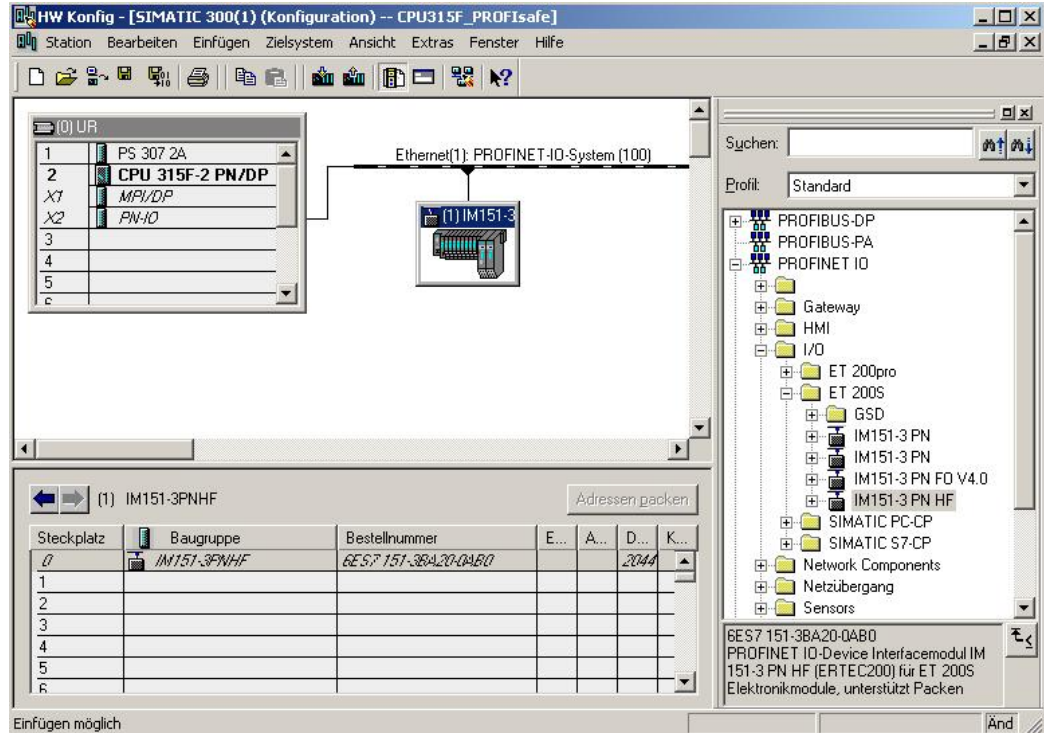 HW Konfig - [SIMATIC 300(1) (Konfiguration) -- CPU315F_PROFIsafe]
Station Bearbeiten Einfügen Zielsystem Ansicht Extras Fenster Hilfe
(0) UR
1 PS 307 2A
2 CPU 315F-2 PN/DP
X1 MPI/DP
X2 PN-IO
3
4
5
6
Ethernet(1): PROFINET-IO-System (100)
(1) IM151-3
Suchen:
Profil: Standard
PROFIBUS-DP
PROFIBUS-PA
PROFINET IO
Gateway
HMI
I/O
ET 200pro
ET 200S
GSD
IM151-3 PN
IM151-3 PN
IM151-3 PN FO V4.0
IM151-3 PN HF
SIMATIC PC-CP
SIMATIC S7-CP
Network Components
Netzübergang
Sensors
6ES7 151-3BA20-0AB0
PROFINET IO-Device Interfacemodul IM
151-3 PN HF (ERTEC200) für ET 200S
Elektronikmodule, unterstützt Packen
(1) IM151-3PNHF
Adressen packen
Steckplatz Baugruppe Bestellnummer E... A... D... K...
0 IM151-3PNHF 6ES7 151-3BA20-0AB0 2044
1
2
3
4
5
6
Einfügen möglich
Änd